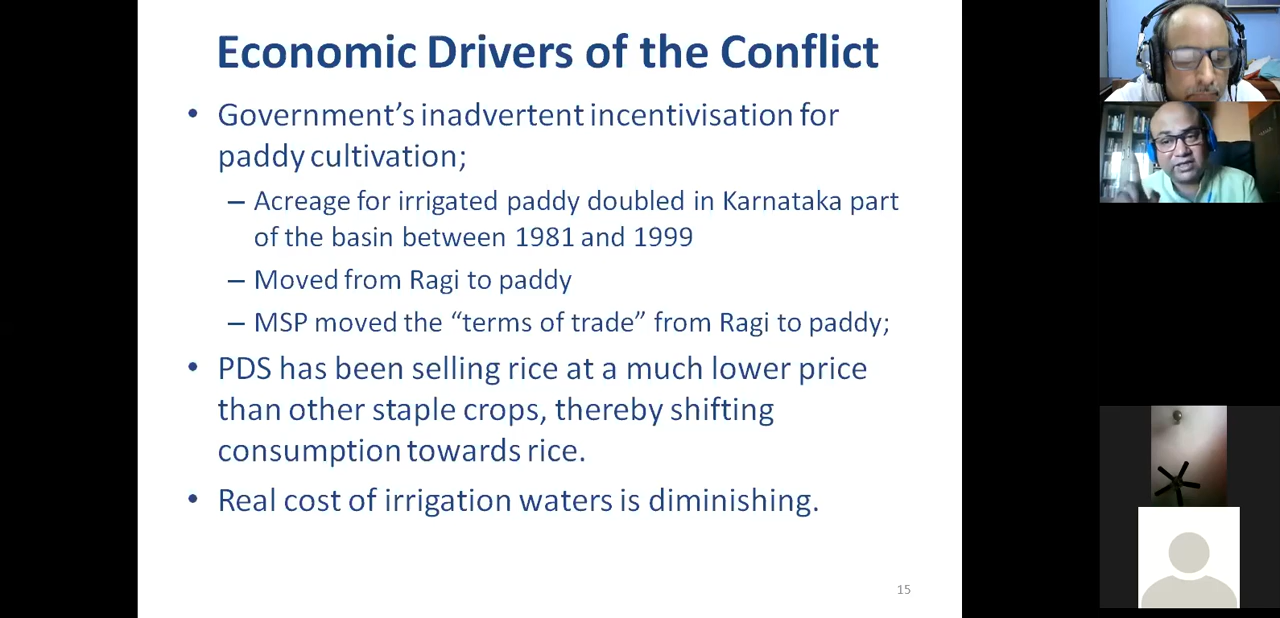 Economic Drivers of the Conflict
• Government’s inadvertent incentivisation for
paddy cultivation;
– Acreage for irrigated paddy doubled in Karnataka part
of the basin between 1981 and 1999
– Moved from Ragi to paddy
– MSP moved the “terms of trade” from Ragi to paddy;
• PDS has been selling rice at a much lower price
than other staple crops, thereby shifting
consumption towards rice.
• Real cost of irrigation waters is diminishing.
15